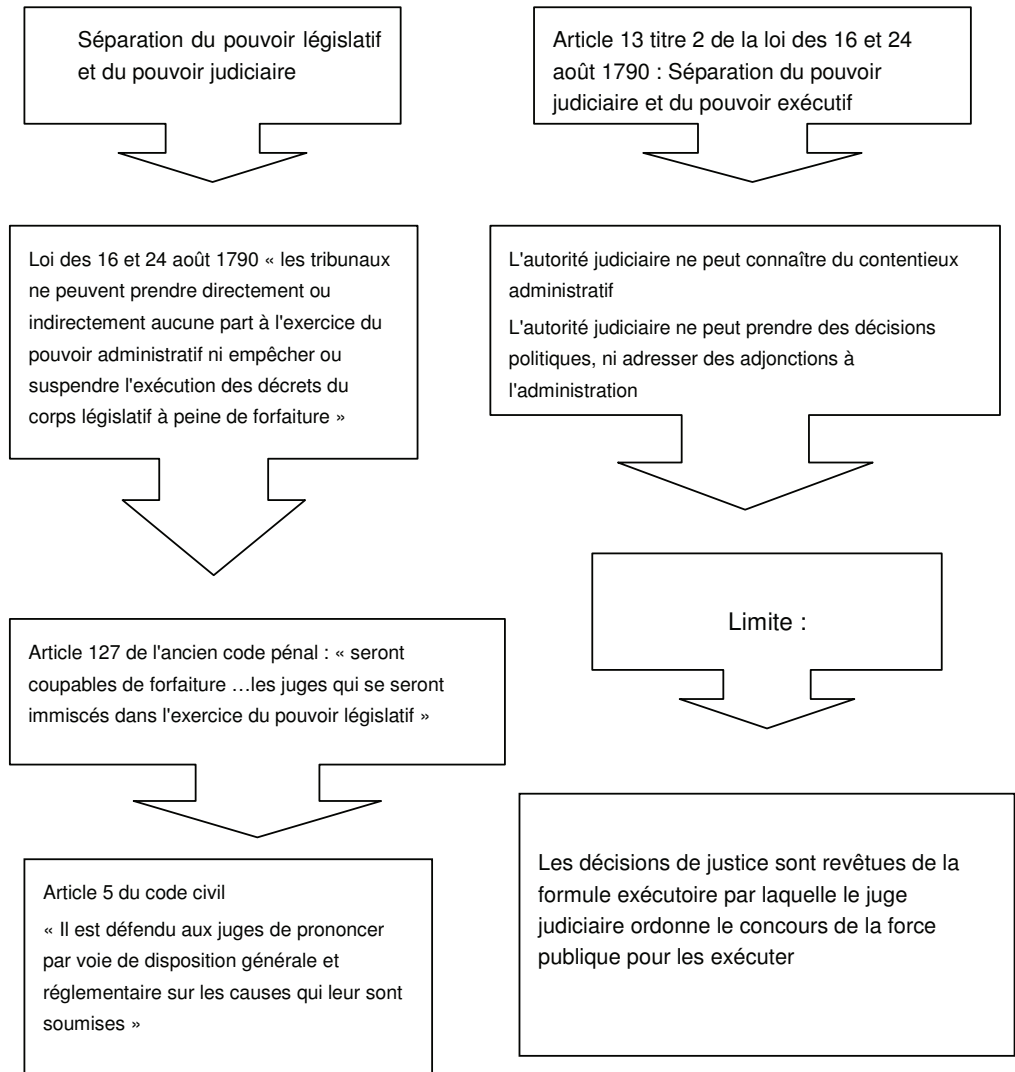 Séparation du pouvoir législatif
et du pouvoir judiciaire
Loi des 16 et 24 août 1790 « les tribunaux
ne peuvent prendre directement ou
indirectement aucune part à l'exercice du
pouvoir administratif ni empêcher ou
suspendre l'exécution des décrets du
corps législatif à peine de forfaiture »
Article 127 de l'ancien code pénal : « seront
coupables de forfaiture …les juges qui se seront
immiscés dans l'exercice du pouvoir législatif »
Article 5 du code civil
« Il est défendu aux juges de prononcer
par voie de disposition générale et
réglementaire sur les causes qui leur sont
soumises »
Article 13 titre 2 de la loi des 16 et 24
août 1790 : Séparation du pouvoir
judiciaire et du pouvoir exécutif
L'autorité judiciaire ne peut connaître du contentieux
administratif
L'autorité judiciaire ne peut prendre des décisions
politiques, ni adresser des adjonctions à
l'administration
Limite :
Les décisions de justice sont revêtues de la
formule exécutoire par laquelle le juge
judiciaire ordonne le concours de la force
publique pour les exécuter